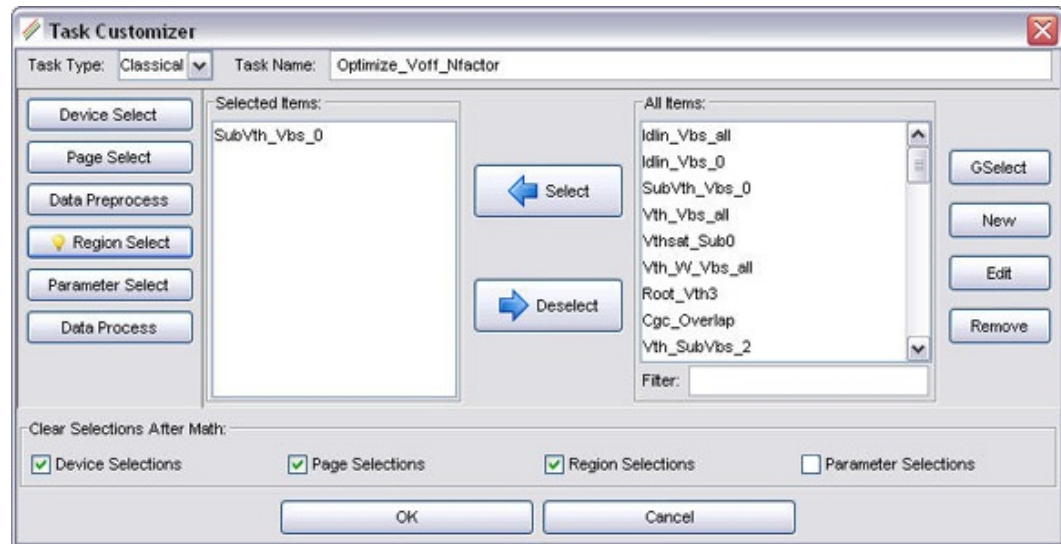 Task Customizer
Task Type: Classical Task Name: Optimize_Voff_Nfactor
Device Select
Page Select
Data Preprocess
Region Select
Parameter Select
Data Process
Selected Items:
SubVth_Vbs_0
Select
Deselect
All Items:
Idlin_Vbs_all
Idlin_Vbs_0
SubVth_Vbs_0
Vth_Vbs_all
Vthsat_Sub0
Vth_W_Vbs_all
Root_Vth3
Cgc_Overlap
Vth_SubVbs_2
Filter:
GSelect
New
Edit
Remove
Clear Selections After Math:
Device Selections Page Selections Region Selections Parameter Selections
OK Cancel